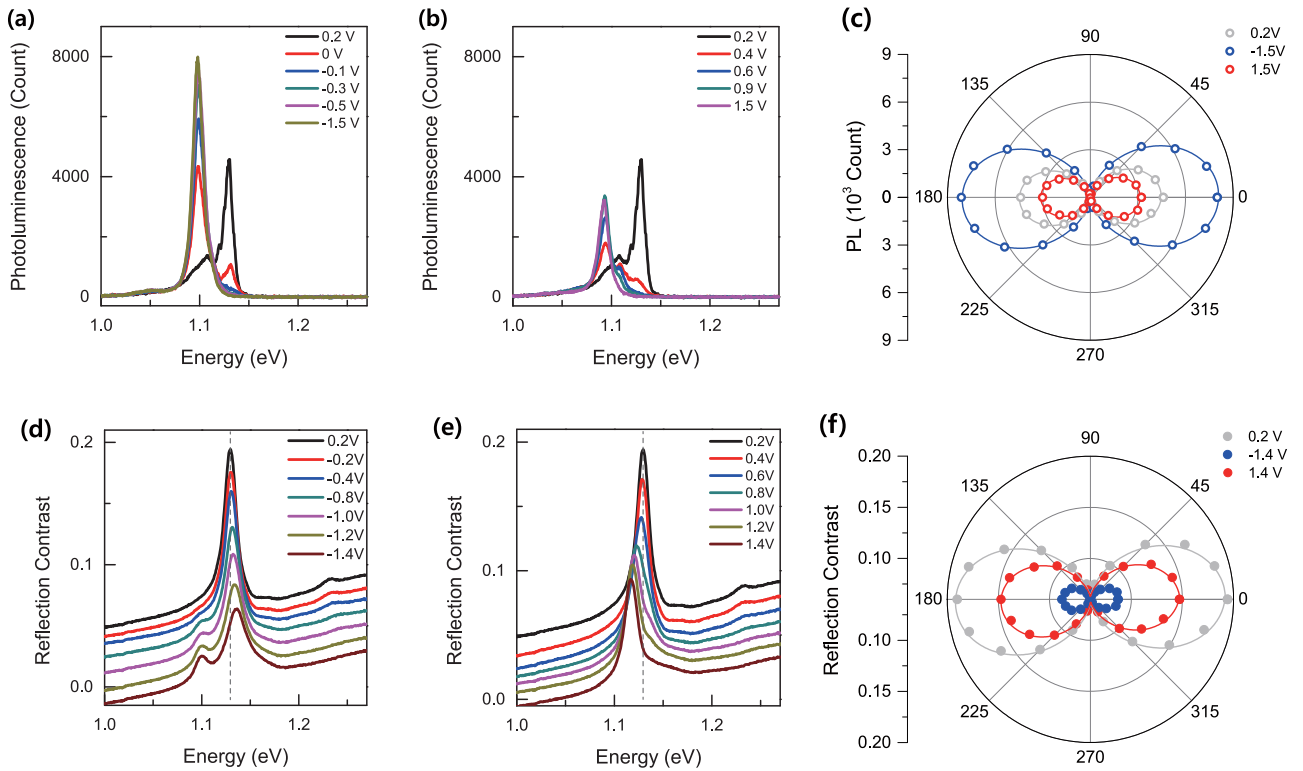 (a)
Photoluminescence (Count)
8000
4000
0
0.2 V
0 V
-0.1 V
-0.3 V
-0.5 V
-1.5 V
1.0
1.1
1.2
Energy (eV)
(b)
Photoluminescence (Count)
8000
4000
0
0.2 V
0.4 V
0.6 V
0.9 V
1.5 V
1.0
1.1
1.2
Energy (eV)
(c)
PL (10³ Count)
9
6
3
0
3
6
9
90
135
45
180
0
225
315
270
0.2V
-1.5V
1.5V
(d)
Reflection Contrast
0.2
0.1
0.0
0.2V
-0.2V
-0.4V
-0.8V
-1.0V
-1.2V
-1.4V
1.0
1.1
1.2
Energy (eV)
(e)
Reflection Contrast
0.2
0.1
0.0
0.2V
0.4V
0.6V
0.8V
1.0V
1.2V
1.4V
1.0
1.1
1.2
Energy (eV)
(f)
Reflection Contrast
0.20
0.15
0.10
0.10
0.15
0.20
90
135
45
180
0
225
315
270
0.2 V
-1.4 V
1.4 V